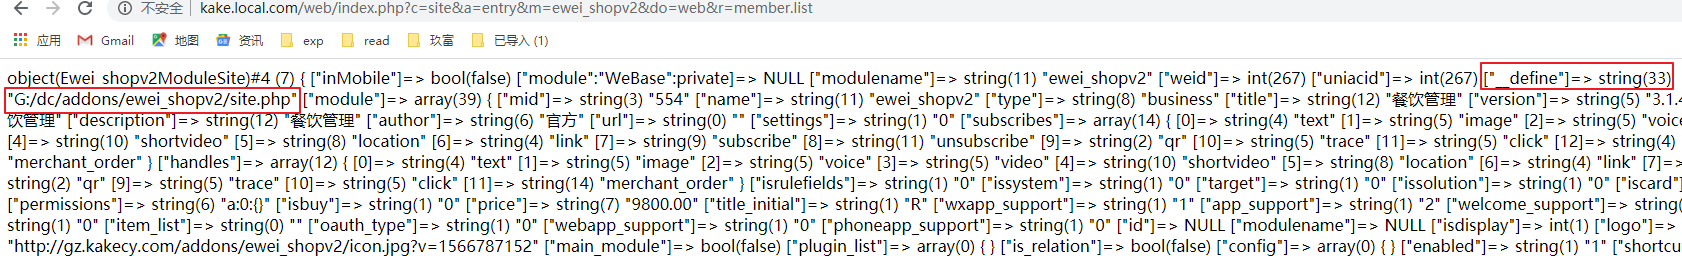 不安全 | kake.local.com/web/index.php?c=site&a=entry&m=ewei_shopv2&do=web&r=member.list
应用 Gmail 地图 资讯 exp read 玖富 已导入 (1)
object(Ewei_shopv2ModuleSite)#4 (7) { ["inMobile"]=> bool(false) ["module":"WeBase":private]=> NULL ["modulename"]=> string(11) "ewei_shopv2" ["weid"]=> int(267) ["uniacid"]=> int(267) ["__define"]=> string(33)
"G:/dc/addons/ewei_shopv2/site.php" ["module"]=> array(39) { ["mid"]=> string(3) "554" ["name"]=> string(11) "ewei_shopv2" ["type"]=> string(8) "business" ["title"]=> string(12) "餐饮管理" ["version"]=> string(5) "3.1.4
饮管理" ["description"]=> string(12) "餐饮管理" ["author"]=> string(6) "官方" ["url"]=> string(0) "" ["settings"]=> string(1) "0" ["subscribes"]=> array(14) { [0]=> string(4) "text" [1]=> string(5) "image" [2]=> string(5) "voice
[4]=> string(10) "shortvideo" [5]=> string(8) "location" [6]=> string(4) "link" [7]=> string(9) "subscribe" [8]=> string(11) "unsubscribe" [9]=> string(2) "qr" [10]=> string(5) "trace" [11]=> string(5) "click" [12]=> string(4)
"merchant_order" } ["handles"]=> array(12) { [0]=> string(4) "text" [1]=> string(5) "image" [2]=> string(5) "voice" [3]=> string(5) "video" [4]=> string(10) "shortvideo" [5]=> string(8) "location" [6]=> string(4) "link" [7]=>
string(2) "qr" [9]=> string(5) "trace" [10]=> string(5) "click" [11]=> string(14) "merchant_order" } ["isrulefields"]=> string(1) "0" ["issystem"]=> string(1) "0" ["target"]=> string(1) "0" ["issolution"]=> string(1) "0" ["iscard"]
["permissions"]=> string(6) "a:0:{}" ["isbuy"]=> string(1) "0" ["price"]=> string(7) "9800.00" ["title_initial"]=> string(1) "R" ["wxapp_support"]=> string(1) "1" ["app_support"]=> string(1) "2" ["welcome_support"]=> string(
string(1) "0" ["item_list"]=> string(0) "" ["oauth_type"]=> string(1) "0" ["webapp_support"]=> string(1) "0" ["phoneapp_support"]=> string(1) "0" ["id"]=> NULL ["modulename"]=> NULL ["isdisplay"]=> int(1) ["logo"]=>
"http://gz.kakecy.com/addons/ewei_shopv2/icon.jpg?v=1566787152" ["main_module"]=> bool(false) ["plugin_list"]=> array(0) { } ["is_relation"]=> bool(false) ["config"]=> array(0) { } ["enabled"]=> string(1) "1" ["shortcu